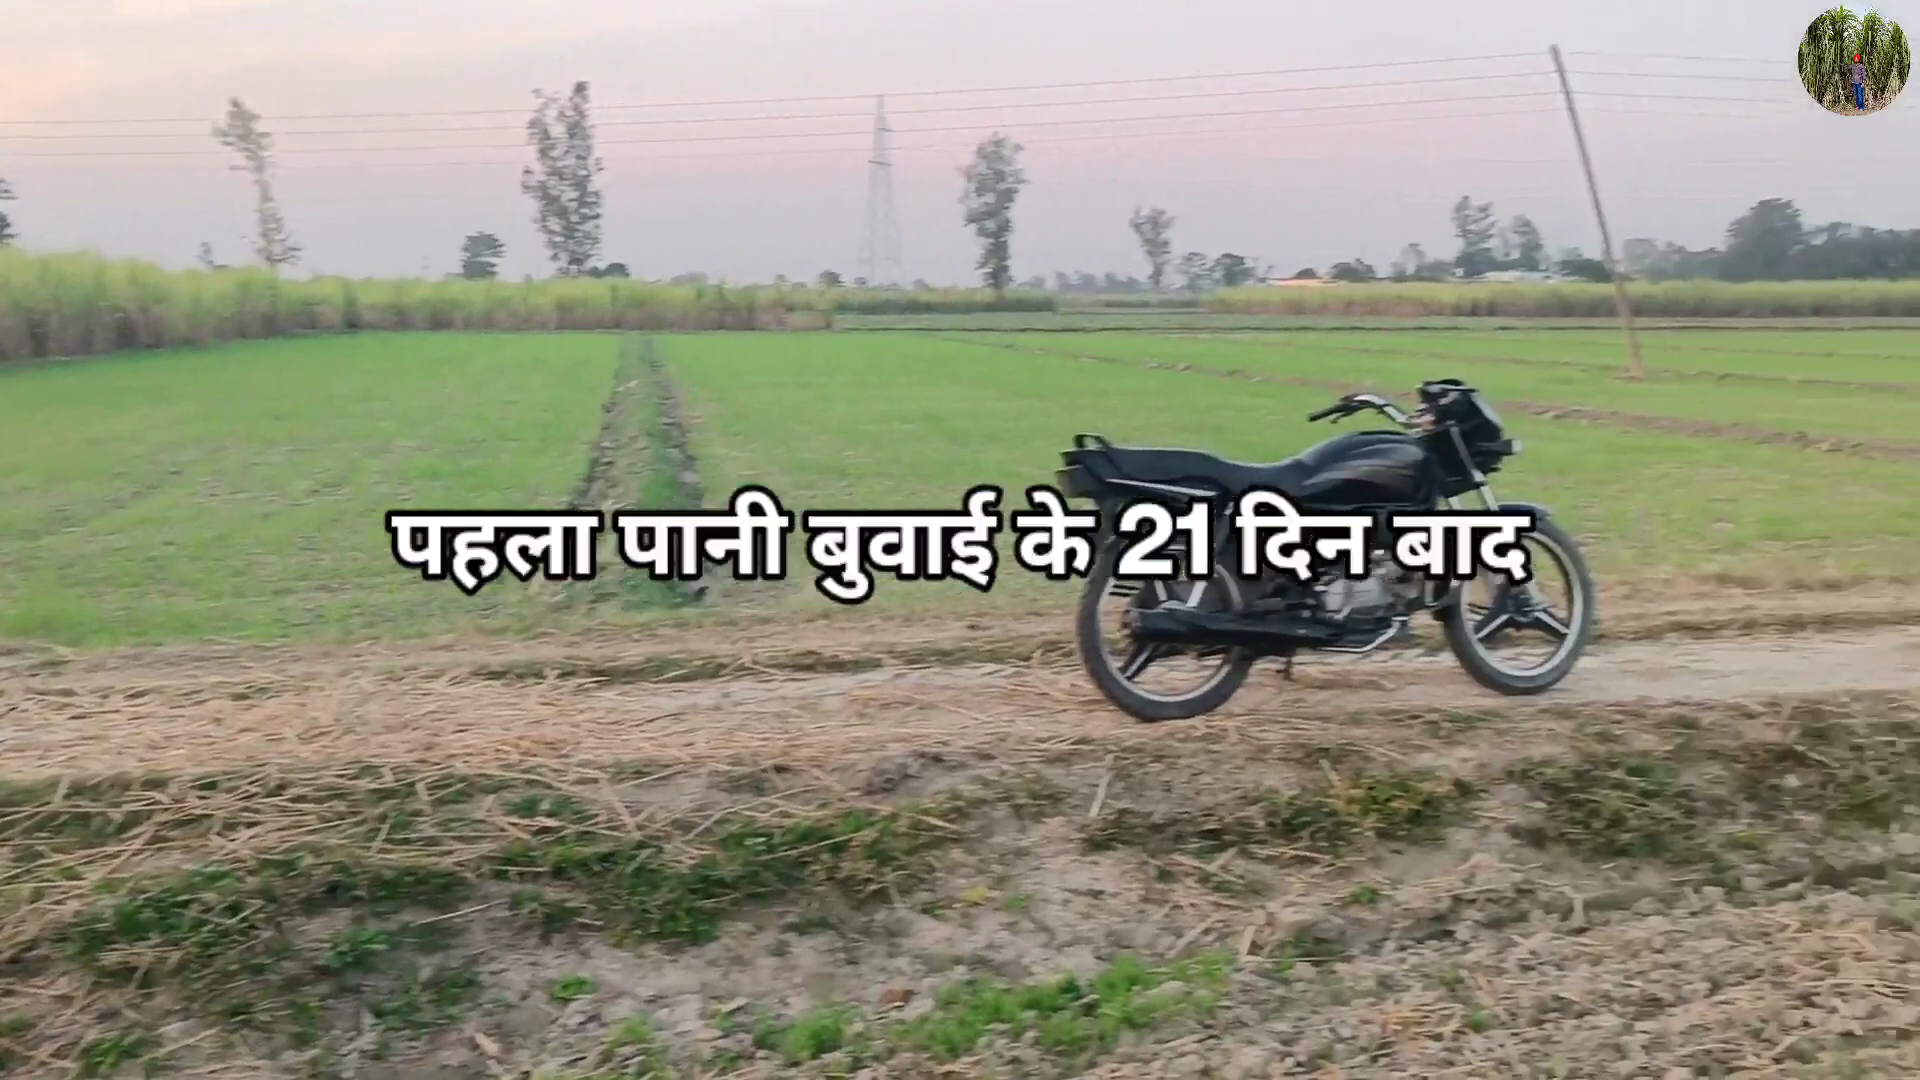 पहला पानी बुवाई के 21 दिन बाद